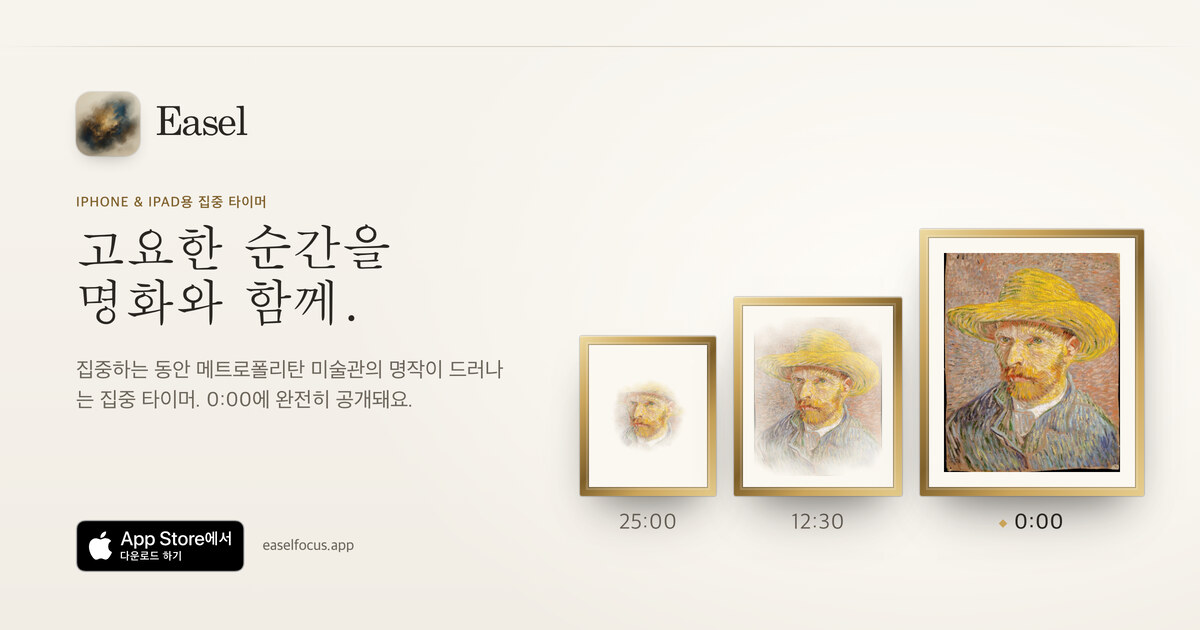 Easel
IPHONE & IPAD용 집중 타이머
고요한 순간을
명화와 함께.
집중하는 동안 메트로폴리탄 미술관의 명작이 드러나
는 집중 타이머. 0:00에 완전히 공개돼요.
App Store에서
다운로드 하기
easelfocus.app
25:00
12:30
0:00